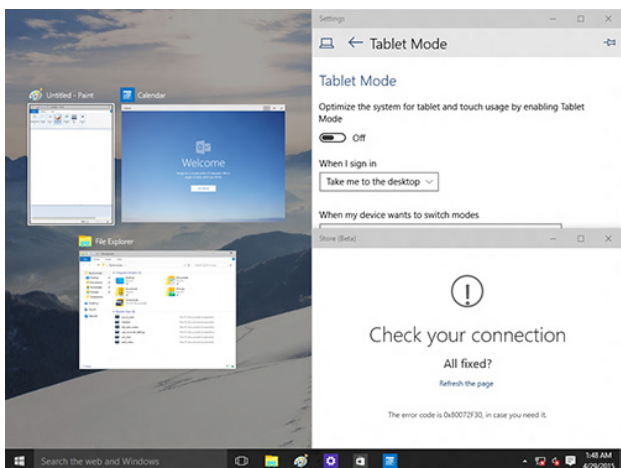 Settings
Tablet Mode
Tablet Mode
Optimize the system for tablet and touch usage by enabling Tablet
Mode
Off
When I sign in
Take me to the desktop
When my device wants to switch modes
Untitled - Paint
Calendar
Welcome
File Explorer
Store (Beta)
Check your connection
All fixed?
Refresh the page
The error code is 0x80072F30, in case you need it.
Search the web and Windows
1:48 AM
4/29/2015